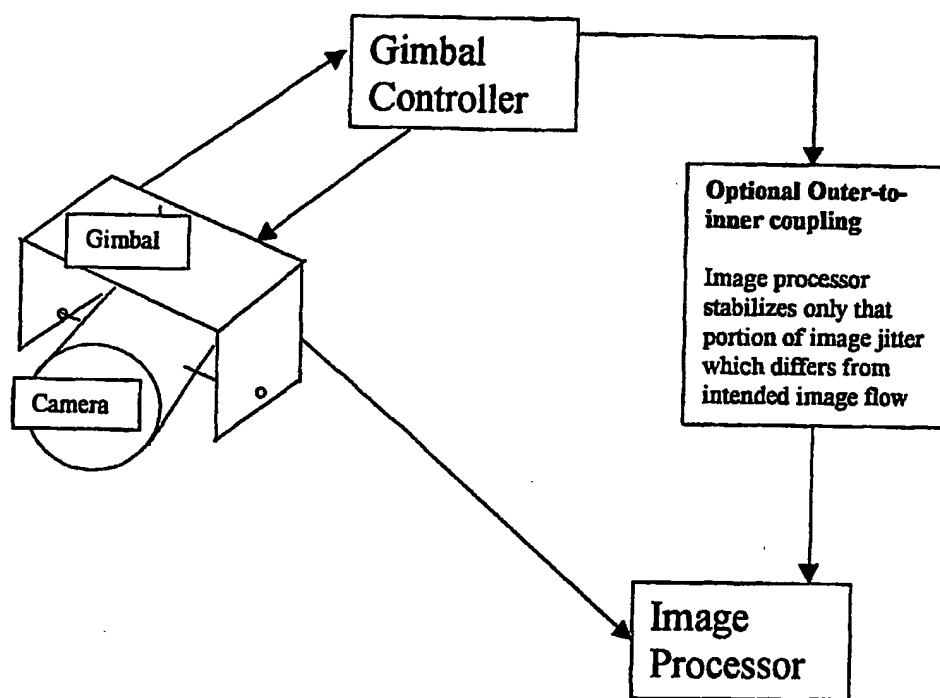 Gimbal
Controller
Optional Outer-to-
inner coupling
Image processor
stabilizes only that
portion of image jitter
which differs from
intended image flow
Gimbal
Camera
Image
Processor